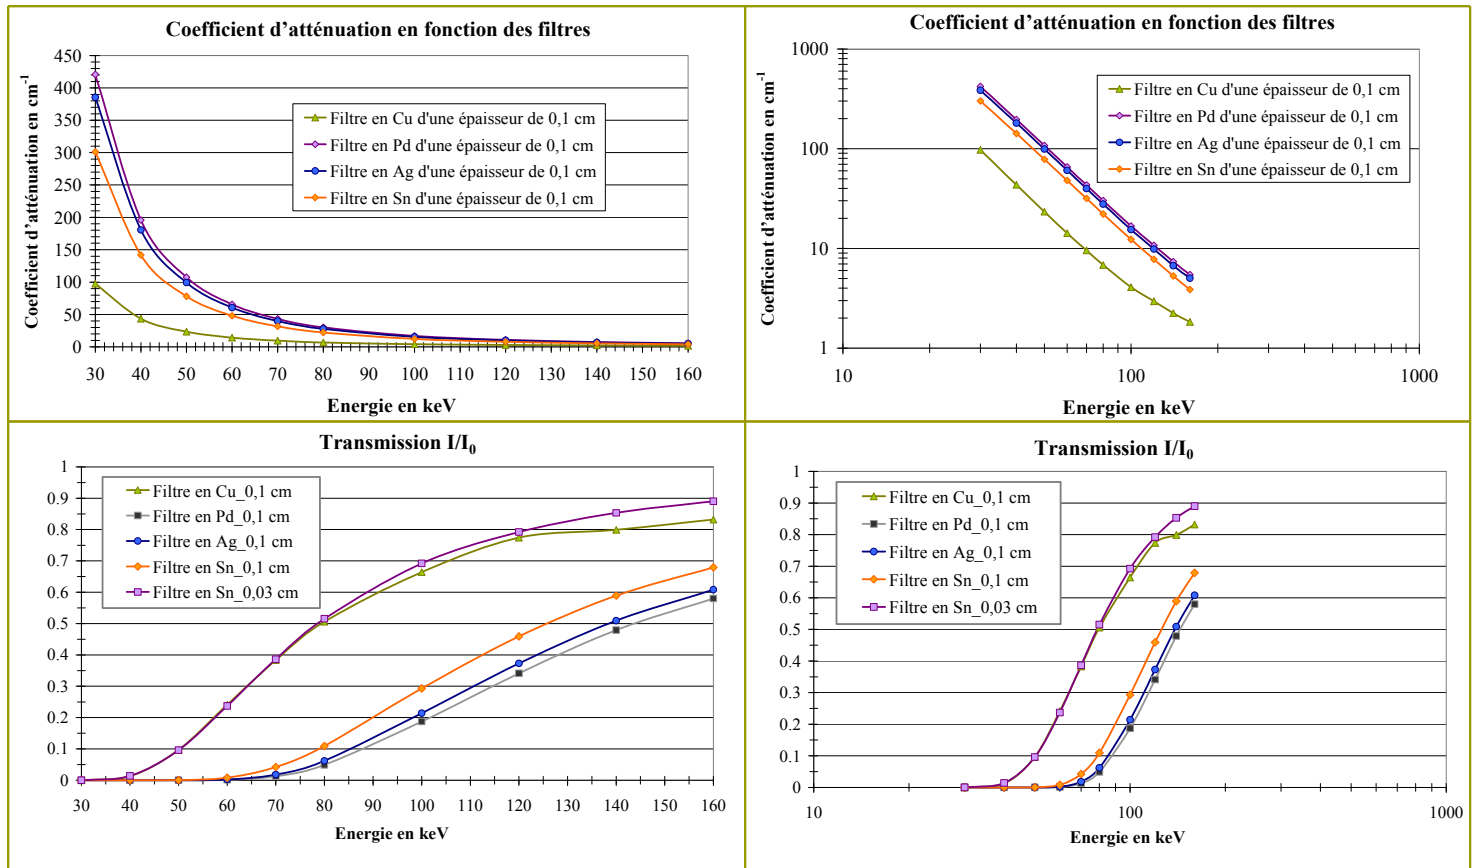 Coefficient d'atténuation en fonction des filtres
450
400
350
300
250
200
150
100
50
0
Coefficient d'atténuation en cm⁻¹
Filtre en Cu d'une épaisseur de 0,1 cm
Filtre en Pd d'une épaisseur de 0,1 cm
Filtre en Ag d'une épaisseur de 0,1 cm
Filtre en Sn d'une épaisseur de 0,1 cm
30 40 50 60 70 80 90 100 110 120 130 140 150 160
Energie en keV
Coefficient d'atténuation en fonction des filtres
1000
100
10
1
Coefficient d'atténuation en cm⁻¹
Filtre en Cu d'une épaisseur de 0,1 cm
Filtre en Pd d'une épaisseur de 0,1 cm
Filtre en Ag d'une épaisseur de 0,1 cm
Filtre en Sn d'une épaisseur de 0,1 cm
10 100 1000
Energie en keV
Transmission I/I₀
1
0.9
0.8
0.7
0.6
0.5
0.4
0.3
0.2
0.1
0
Filtre en Cu_0,1 cm
Filtre en Pd_0,1 cm
Filtre en Ag_0,1 cm
Filtre en Sn_0,1 cm
Filtre en Sn_0,03 cm
30 40 50 60 70 80 90 100 110 120 130 140 150 160
Energie en keV
Transmission I/I₀
1
0.9
0.8
0.7
0.6
0.5
0.4
0.3
0.2
0.1
0
Filtre en Cu_0,1 cm
Filtre en Pd_0,1 cm
Filtre en Ag_0,1 cm
Filtre en Sn_0,1 cm
Filtre en Sn_0,03 cm
10 100 1000
Energie en keV